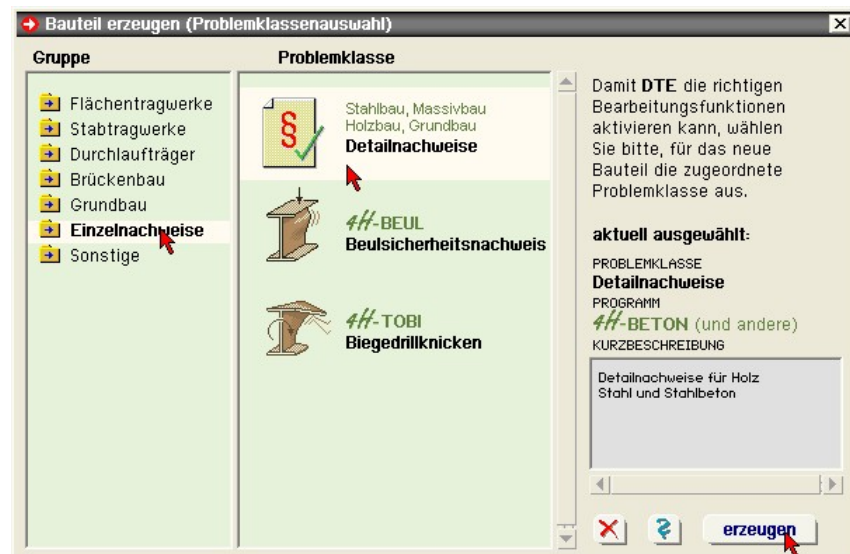 Bauteil erzeugen (Problemklassenauswahl)
Gruppe
Flächentragwerke
Stabtragwerke
Durchlaufträger
Brückenbau
Grundbau
Einzelnachweise
Sonstige
Problemklasse
§
Stahlbau, Massivbau
Holzbau, Grundbau
Detailnachweise
4H-BEUL
Beulsicherheitsnachweis
4H-TOBI
Biegedrillknicken
Damit DTE die richtigen
Bearbeitungsfunktionen
aktivieren kann, wählen
Sie bitte, für das neue
Bauteil die zugeordnete
Problemklasse aus.
aktuell ausgewählt:
PROBLEMKLASSE
Detailnachweise
PROGRAMM
4H-BETON (und andere)
KURZBESCHREIBUNG
Detailnachweise für Holz
Stahl und Stahlbeton
erzeugen